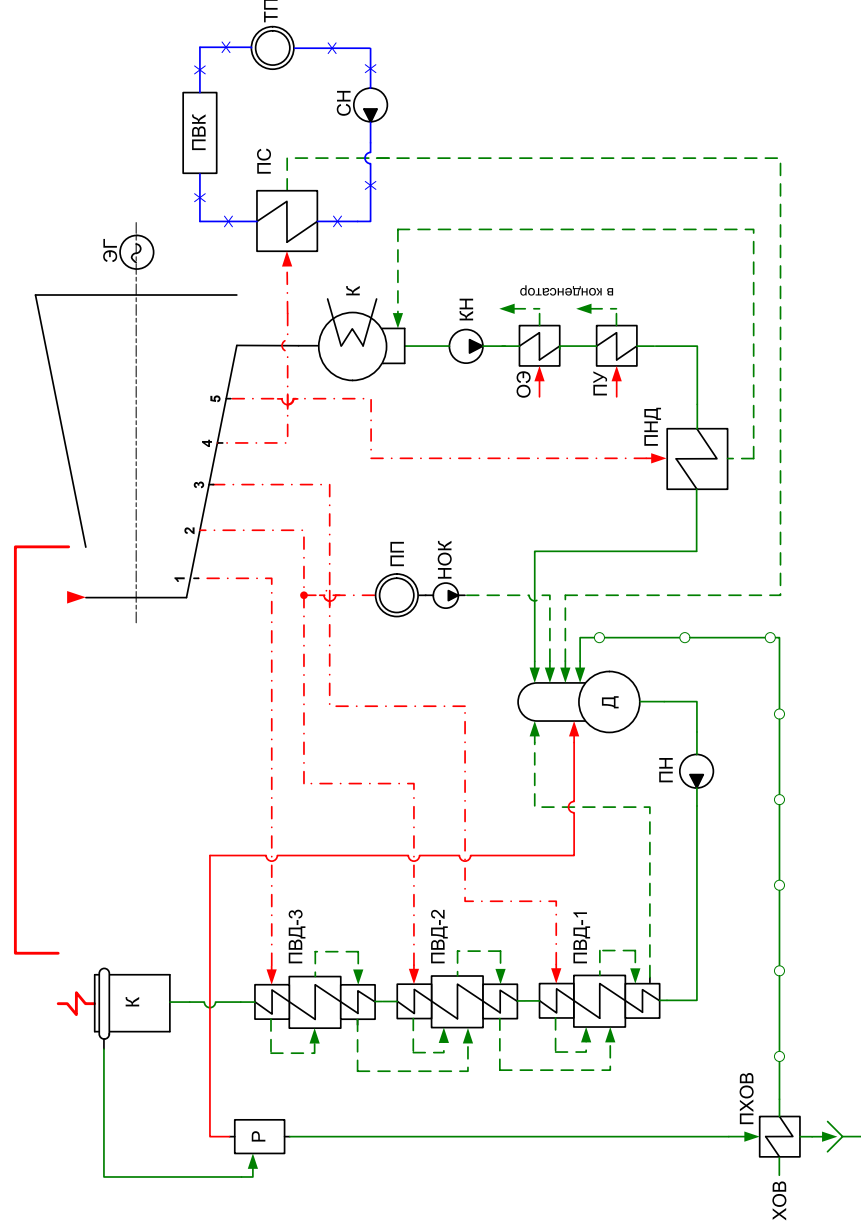 ТП
ПВК
СН
ПС
ЭГ
К
КН
в конденсатор
ОЭ
ПУ
ПНД
1
2
3
4
5
ПП
НОК
Д
ПН
К
ПВД-3
ПВД-2
ПВД-1
Р
ПХОВ
ХОВ